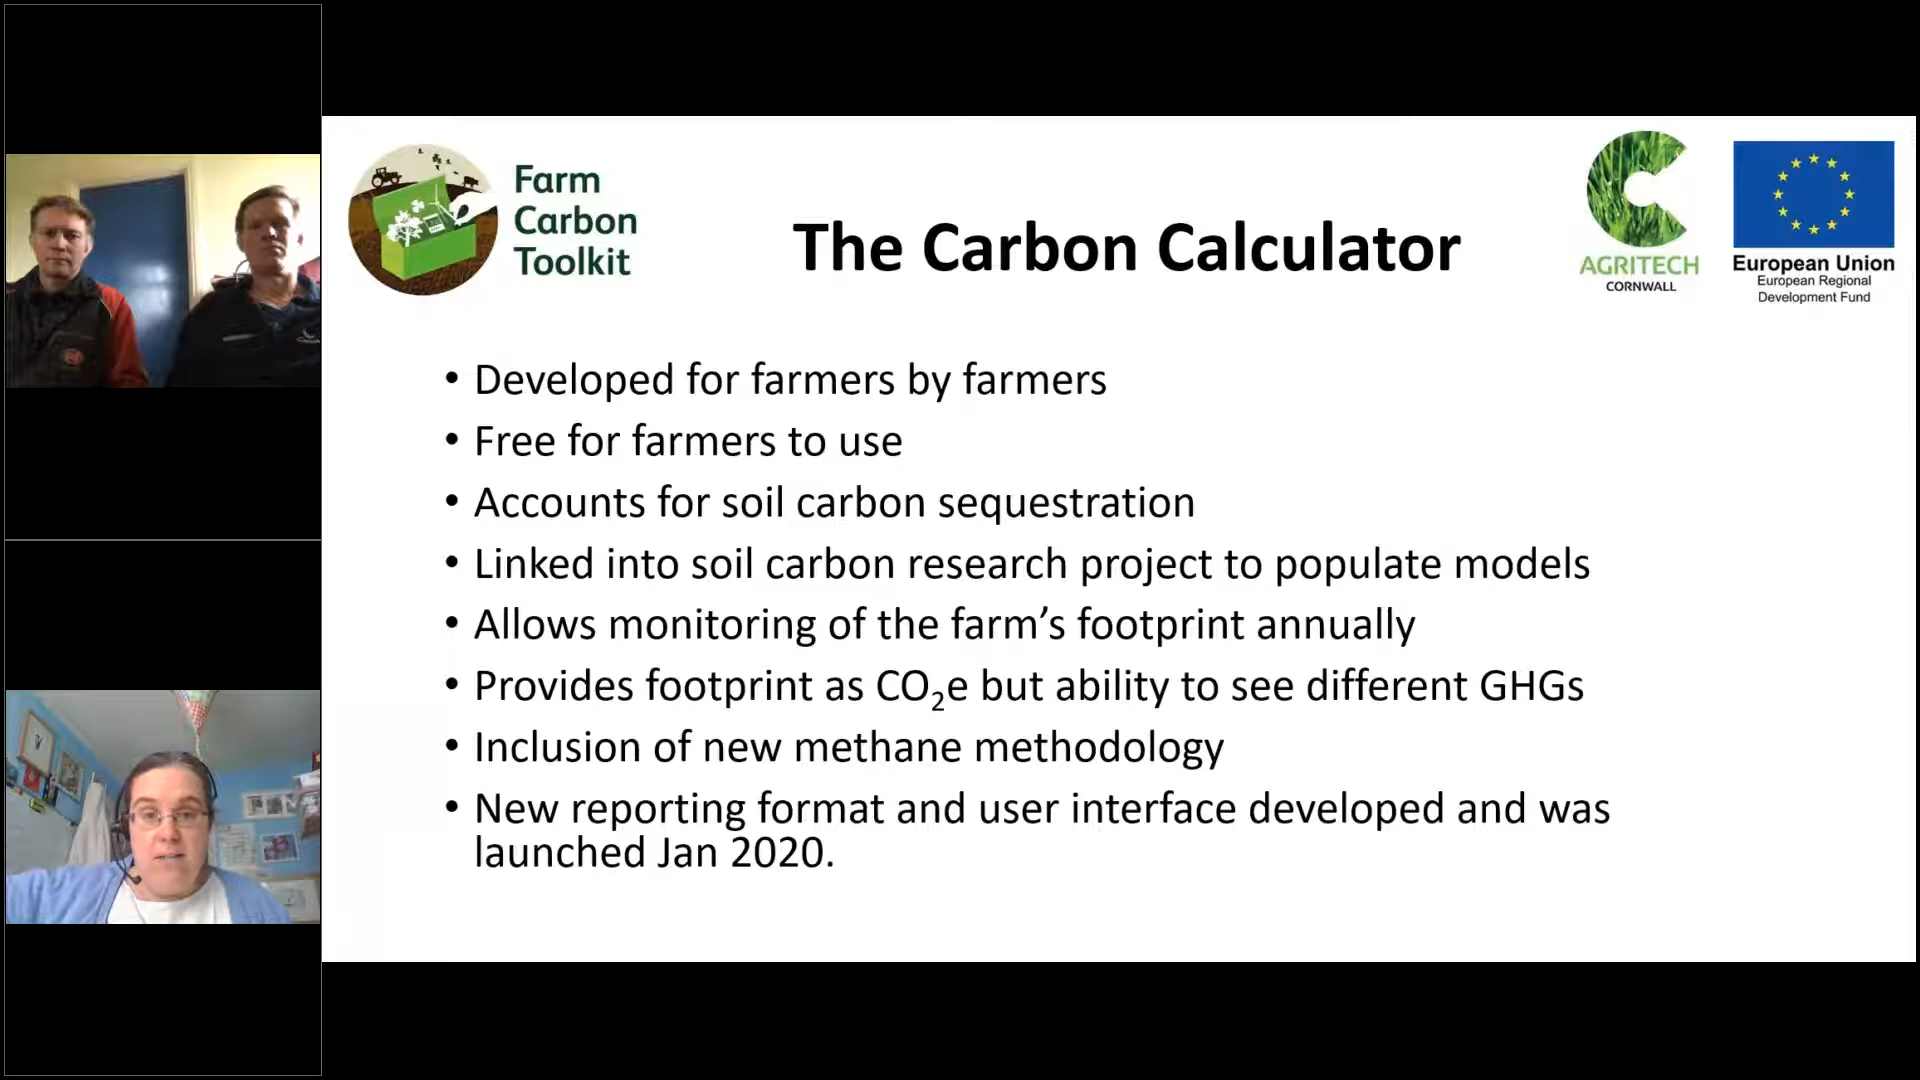 Farm
Carbon
Toolkit
The Carbon Calculator
AGRITECH
CORNWALL
European Union
European Regional
Development Fund
• Developed for farmers by farmers
• Free for farmers to use
• Accounts for soil carbon sequestration
• Linked into soil carbon research project to populate models
• Allows monitoring of the farm’s footprint annually
• Provides footprint as CO₂e but ability to see different GHGs
• Inclusion of new methane methodology
• New reporting format and user interface developed and was
launched Jan 2020.